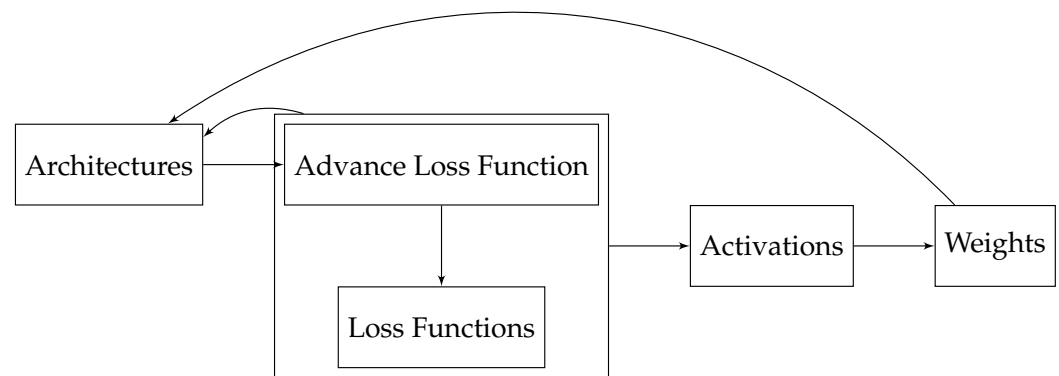 Architectures
Advance Loss Function
Loss Functions
Activations
Weights